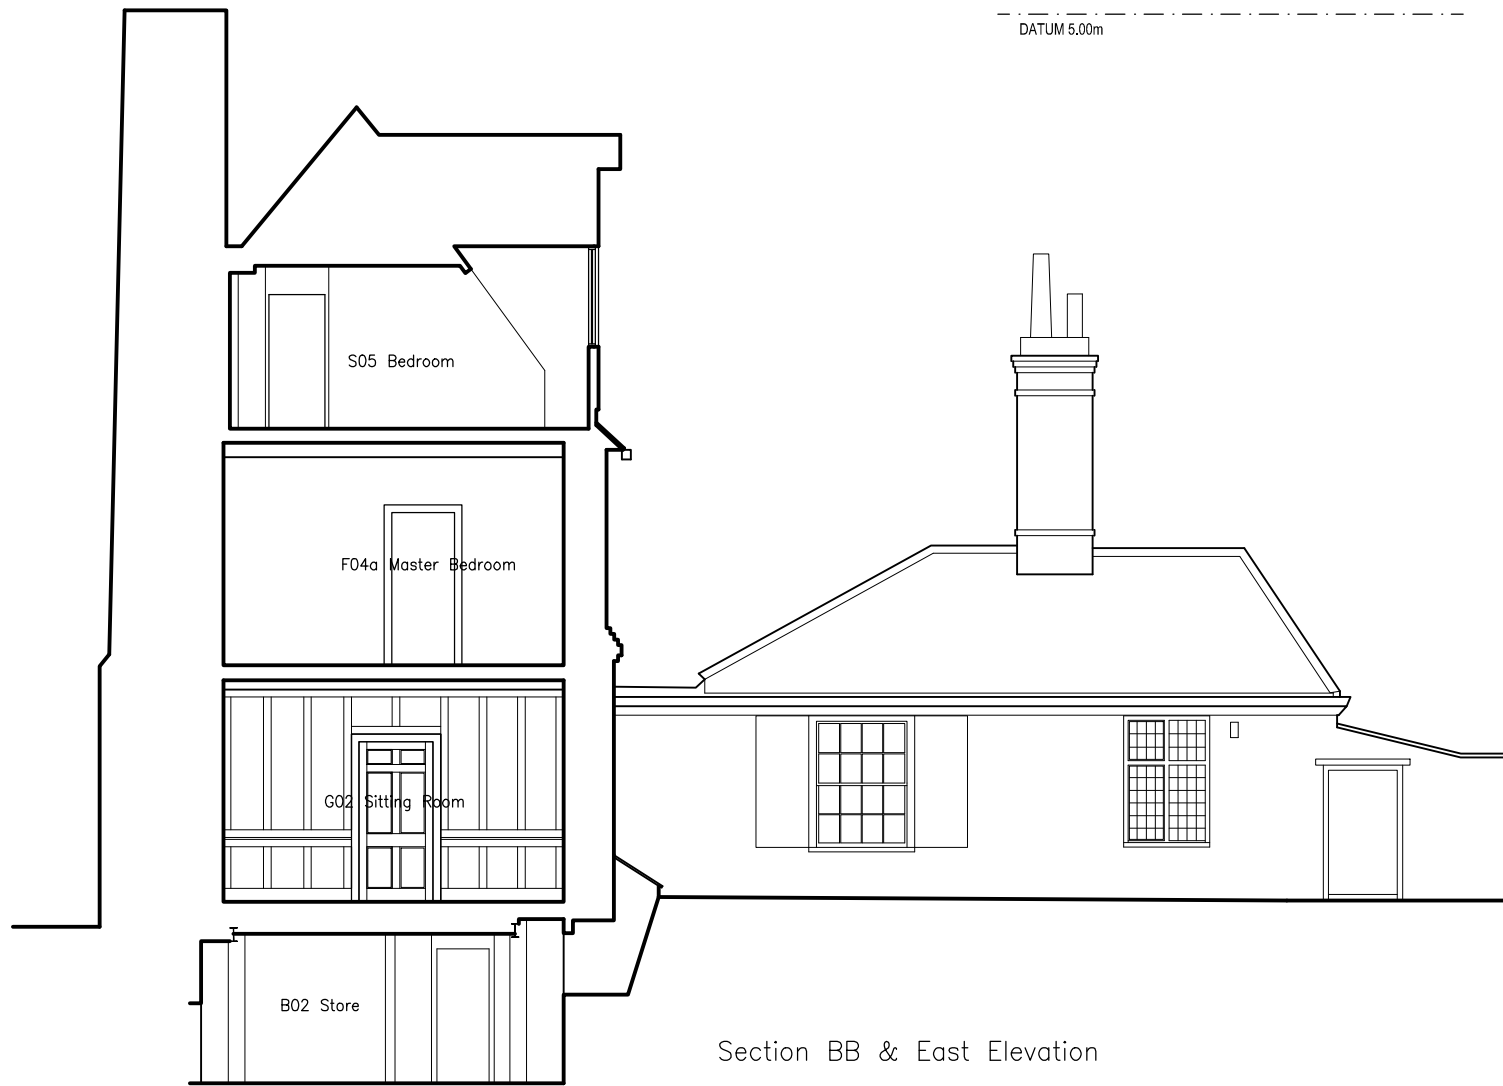 DATUM 5.00m
S05 Bedroom
F04a Master Bedroom
G02 Sitting Room
B02 Store
Section BB & East Elevation